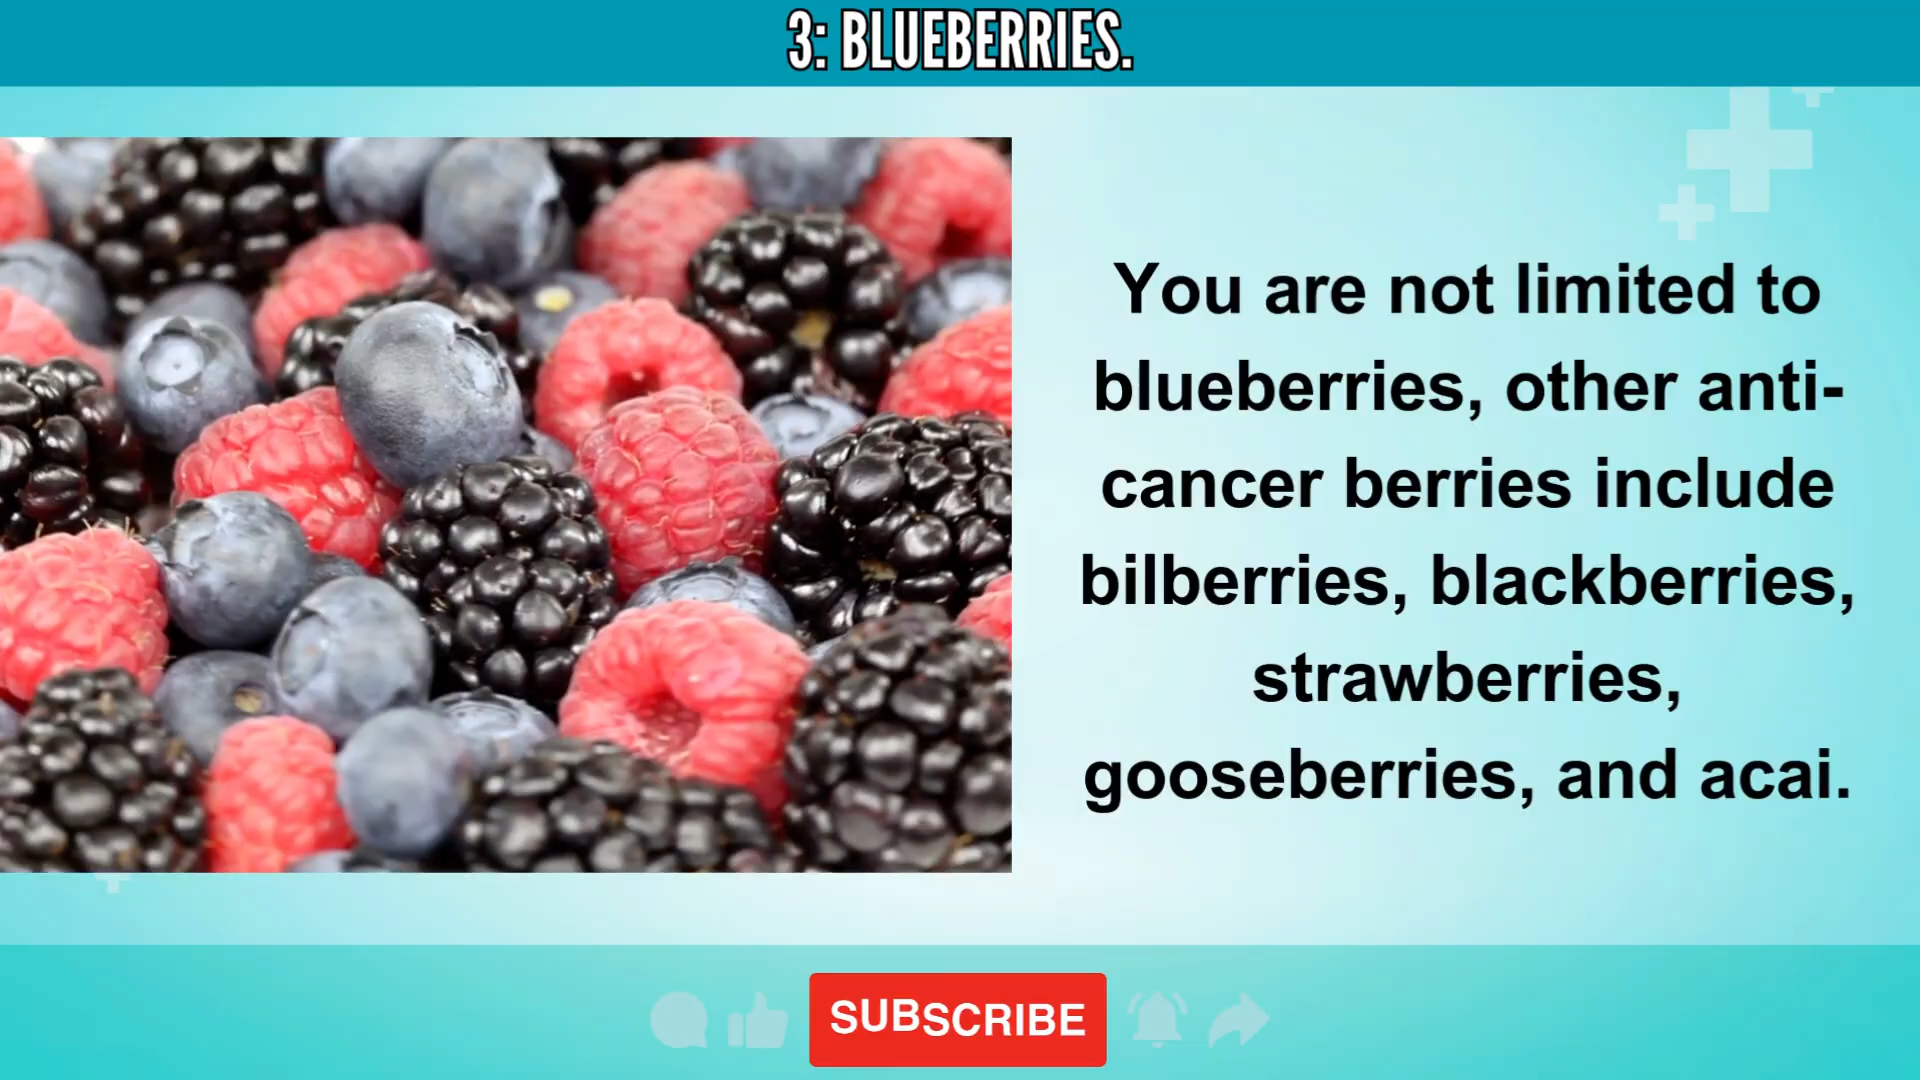 3: BLUEBERRIES.
You are not limited to
blueberries, other anti-
cancer berries include
bilberries, blackberries,
strawberries,
gooseberries, and acai.
SUBSCRIBE